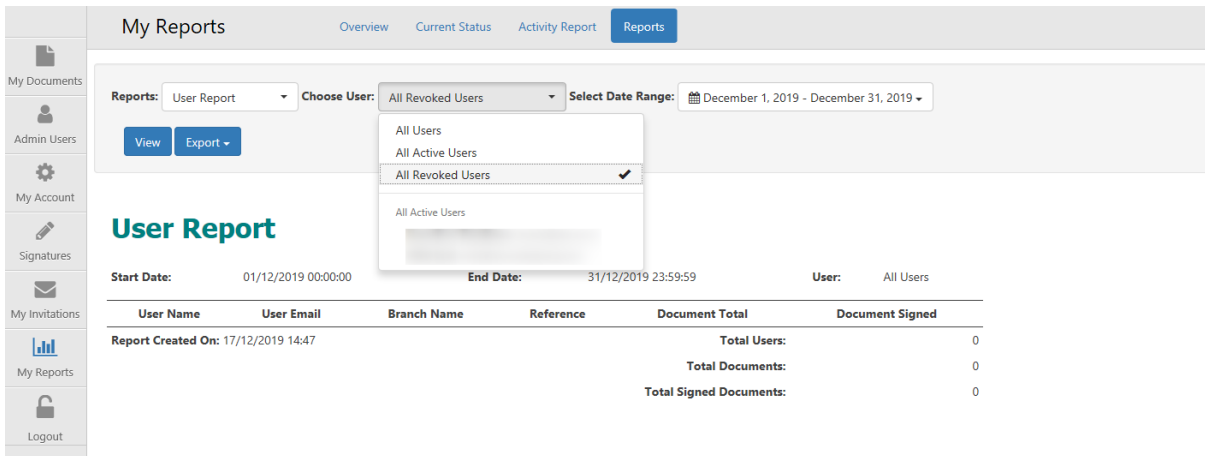 My Reports Overview Current Status Activity Report Reports
My Documents
Admin Users
My Account
Signatures
My Invitations
My Reports
Logout
Reports: User Report Choose User: All Revoked Users Select Date Range: December 1, 2019 - December 31, 2019
View Export
All Users
All Active Users
All Revoked Users
All Active Users
User Report
Start Date: 01/12/2019 00:00:00 End Date: 31/12/2019 23:59:59 User: All Users
User Name User Email Branch Name Reference Document Total Document Signed
Report Created On: 17/12/2019 14:47 Total Users: 0
Total Documents: 0
Total Signed Documents: 0